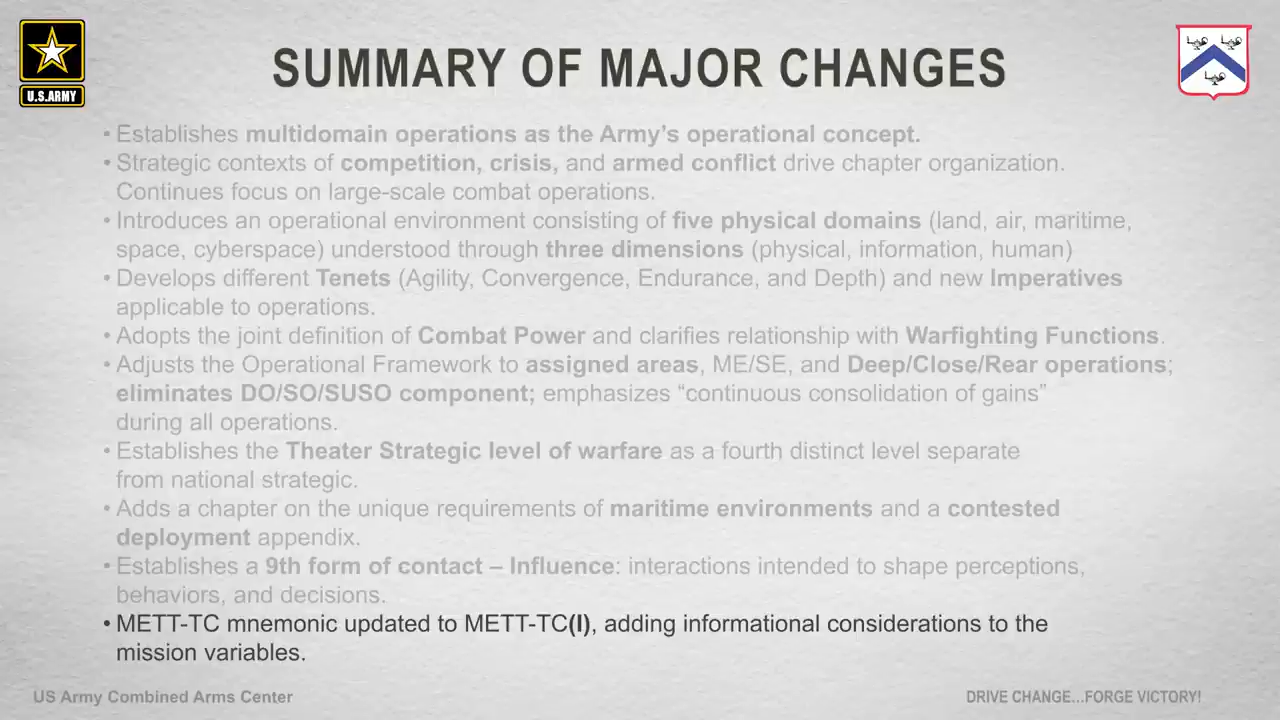 SUMMARY OF MAJOR CHANGES
U.S.ARMY
• Establishes multidomain operations as the Army's operational concept.
• Strategic contexts of competition, crisis, and armed conflict drive chapter organization.
Continues focus on large-scale combat operations.
• Introduces an operational environment consisting of five physical domains (land, air, maritime,
space, cyberspace) understood through three dimensions (physical, information, human)
• Develops different Tenets (Agility, Convergence, Endurance, and Depth) and new Imperatives
applicable to operations.
• Adopts the joint definition of Combat Power and clarifies relationship with Warfighting Functions.
• Adjusts the Operational Framework to assigned areas, ME/SE, and Deep/Close/Rear operations;
eliminates DO/SO/SUSO component; emphasizes “continuous consolidation of gains”
during all operations.
• Establishes the Theater Strategic level of warfare as a fourth distinct level separate
from national strategic.
• Adds a chapter on the unique requirements of maritime environments and a contested
deployment appendix.
• Establishes a 9th form of contact – Influence: interactions intended to shape perceptions,
behaviors, and decisions.
• METT-TC mnemonic updated to METT-TC(I), adding informational considerations to the
mission variables.
US Army Combined Arms Center
DRIVE CHANGE...FORGE VICTORY!